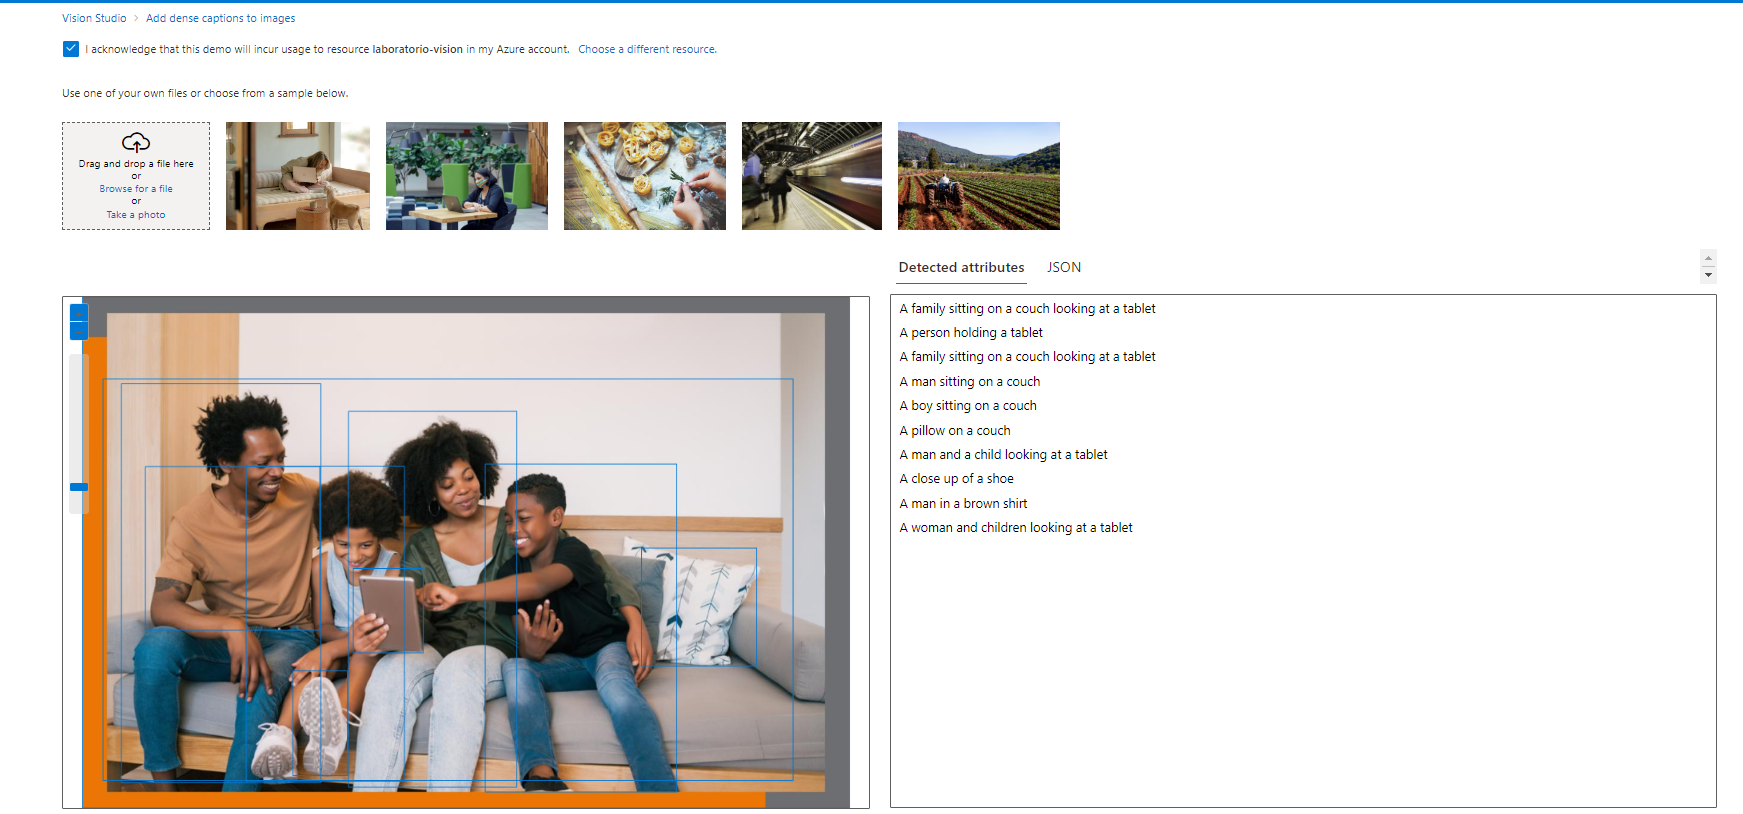 Vision Studio > Add dense captions to images
I acknowledge that this demo will incur usage to resource laboratorio-vision in my Azure account. Choose a different resource.
Use one of your own files or choose from a sample below.
Drag and drop a file here
or
Browse for a file
or
Take a photo
Detected attributes JSON
A family sitting on a couch looking at a tablet
A person holding a tablet
A family sitting on a couch looking at a tablet
A man sitting on a couch
A boy sitting on a couch
A pillow on a couch
A man and a child looking at a tablet
A close up of a shoe
A man in a brown shirt
A woman and children looking at a tablet